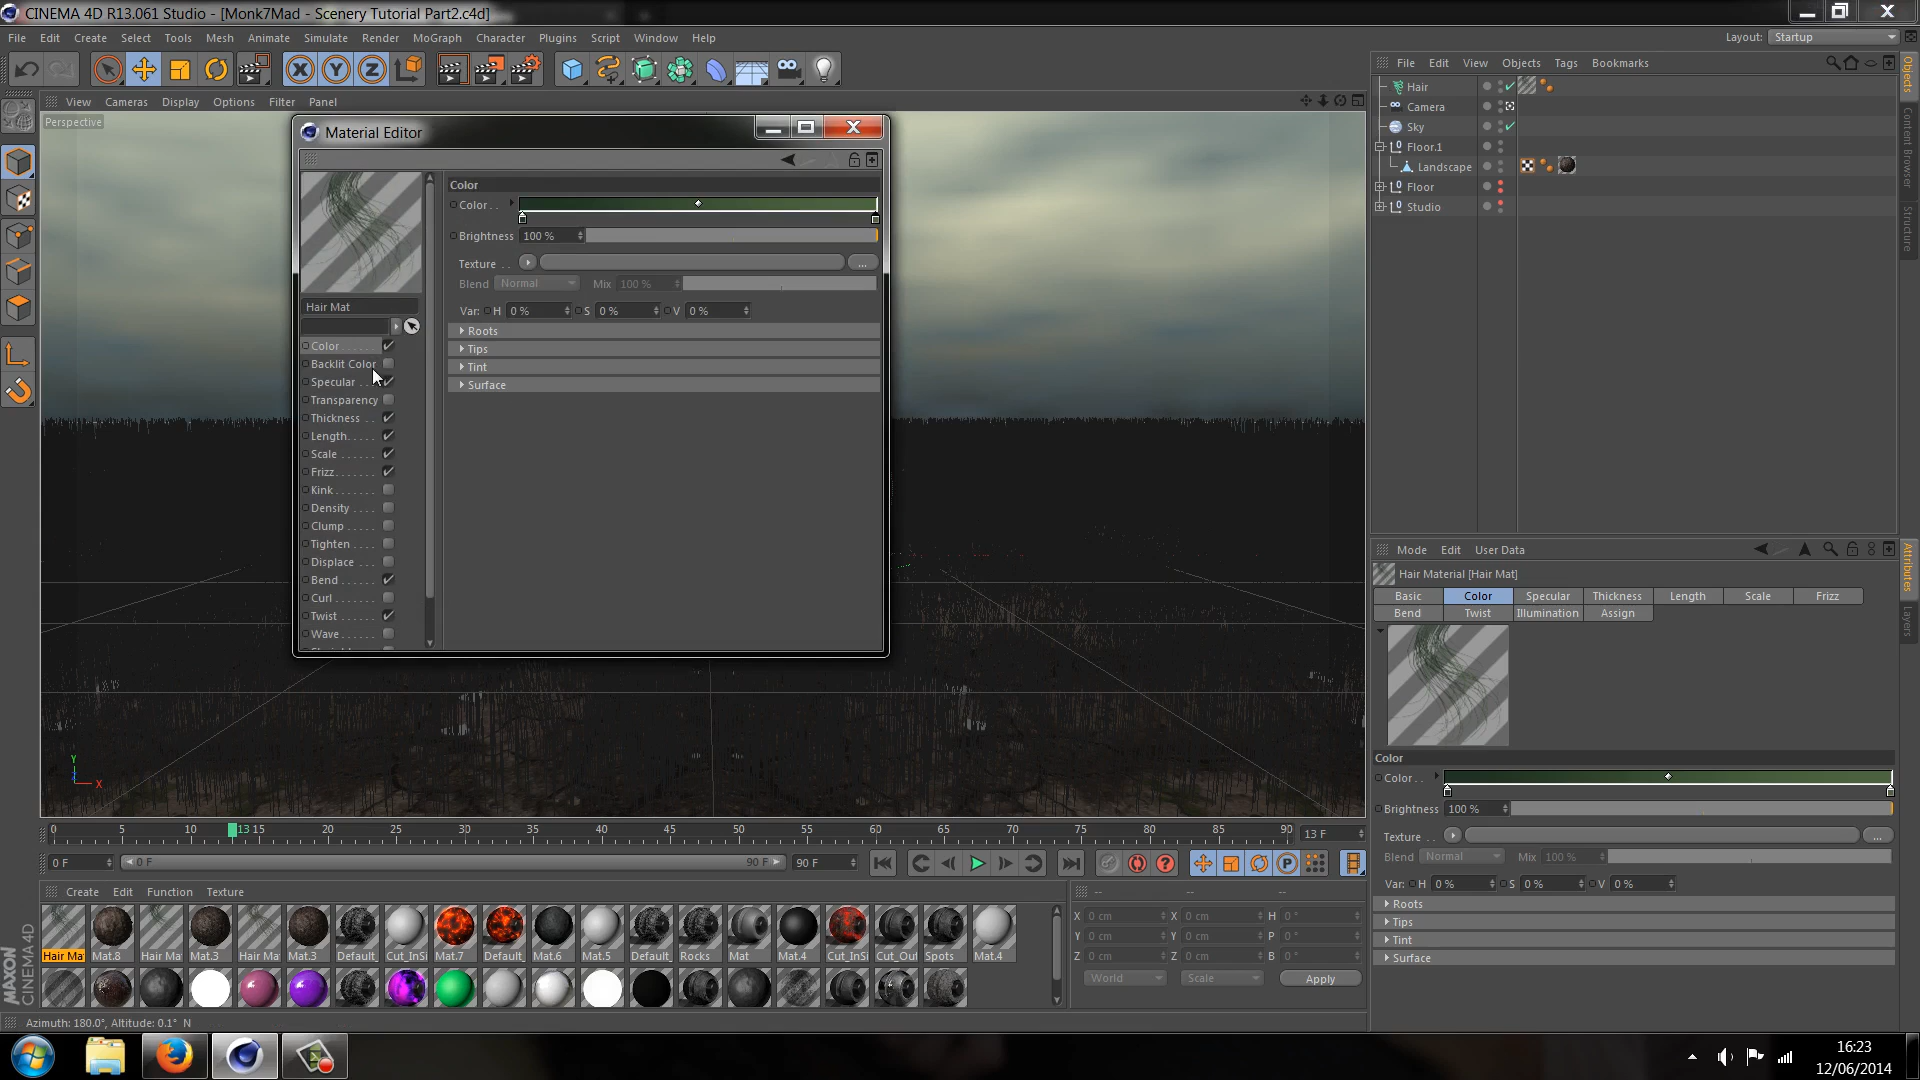 CINEMA 4D R13.061 Studio - [Monk7Mad - Scenery Tutorial Part2.c4d]
File Edit Create Select Tools Mesh Animate Simulate Render MoGraph Character Plugins Script Window Help
Layout: Startup
View Cameras Display Options Filter Panel
Perspective
Material Editor
Color
Color . .
Brightness 100 %
Texture . .
Blend Normal Mix 100 %
Var: H 0 % S 0 % V 0 %
Roots
Tips
Tint
Surface
Hair Mat
Color . . . . . .
Backlit Color
Specular . . .
Transparency
Thickness . .
Length. . . . .
Scale . . . . .
Frizz. . . . . . .
Kink . . . . . .
Density . . . .
Clump . . . . .
Tighten . . . .
Displace . . .
Bend . . . . . .
Curl . . . . . .
Twist . . . . . .
Wave . . . . . .
File Edit View Objects Tags Bookmarks
Hair
Camera
Sky
Floor.1
Landscape
Floor
Studio
Objects
Content Browser
Structure
Mode Edit User Data
Hair Material [Hair Mat]
Basic Color Specular Thickness Length Scale Frizz
Bend Twist Illumination Assign
Color
Color . .
Brightness 100 %
Texture . .
Blend Normal Mix 100 %
Var: H 0 % S 0 % V 0 %
Roots
Tips
Tint
Surface
Attributes
Layers
Y
Z
X
0 5 10 13 15 20 25 30 35 40 45 50 55 60 65 70 75 80 85 90 13 F
0 F 0 F 90 F 90 F
Create Edit Function Texture
Hair Ma Mat.8 Hair Ma Mat.3 Hair Ma Mat.3 Default_ Cut_InSi Mat.7 Default_ Mat.6 Mat.5 Default_ Rocks Mat Mat.4 Cut_InSi Cut_Out Spots Mat.4
-- -- --
X 0 cm X 0 cm H 0 °
Y 0 cm Y 0 cm P 0 °
Z 0 cm Z 0 cm B 0 °
World Scale Apply
MAXON CINEMA 4D
Azimuth: 180.0°, Altitude: 0.1° N
16:23
12/06/2014